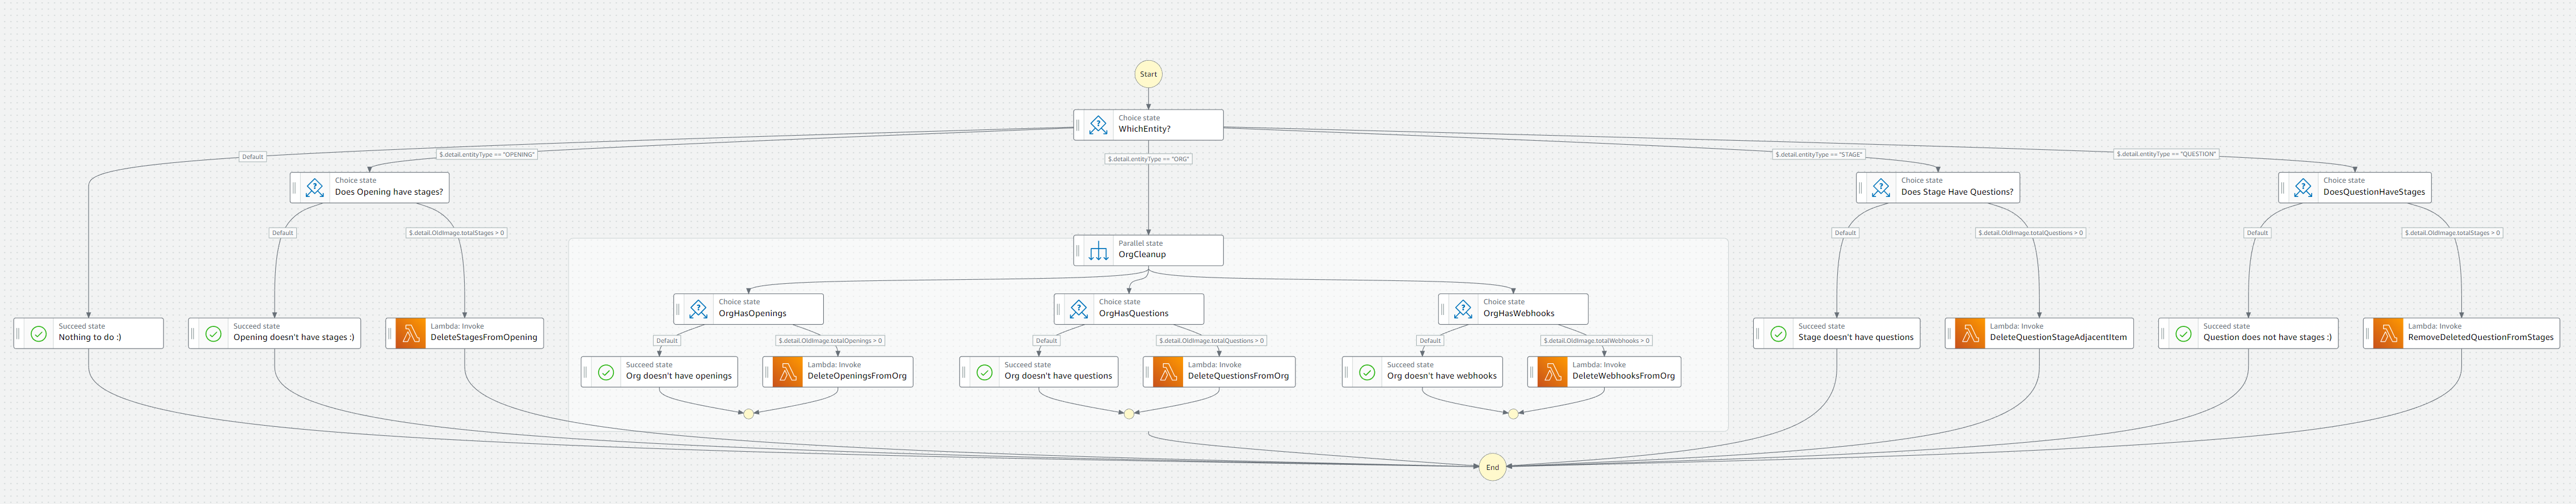 Start
Choice state
WhichEntity?
Default
$.detail.entityType == "OPENING"
$.detail.entityType == "ORG"
$.detail.entityType == "STAGE"
$.detail.entityType == "QUESTION"
Choice state
Does Opening have stages?
Choice state
Does Stage Have Questions?
Choice state
DoesQuestionHaveStages
Default
$.detail.OldImage.totalStages > 0
Default
$.detail.OldImage.totalQuestions > 0
Default
$.detail.OldImage.totalStages > 0
Parallel state
OrgCleanup
Choice state
OrgHasOpenings
Choice state
OrgHasQuestions
Choice state
OrgHasWebhooks
Succeed state
Nothing to do :)
Succeed state
Opening doesn't have stages :)
Lambda: Invoke
DeleteStagesFromOpening
Default
$.detail.OldImage.totalOpenings > 0
Default
$.detail.OldImage.totalQuestions > 0
Default
$.detail.OldImage.totalWebhooks > 0
Succeed state
Stage doesn't have questions
Lambda: Invoke
DeleteQuestionStageAdjacentItem
Succeed state
Question does not have stages :)
Lambda: Invoke
RemoveDeletedQuestionFromStages
Succeed state
Org doesn't have openings
Lambda: Invoke
DeleteOpeningsFromOrg
Succeed state
Org doesn't have questions
Lambda: Invoke
DeleteQuestionsFromOrg
Succeed state
Org doesn't have webhooks
Lambda: Invoke
DeleteWebhooksFromOrg
End